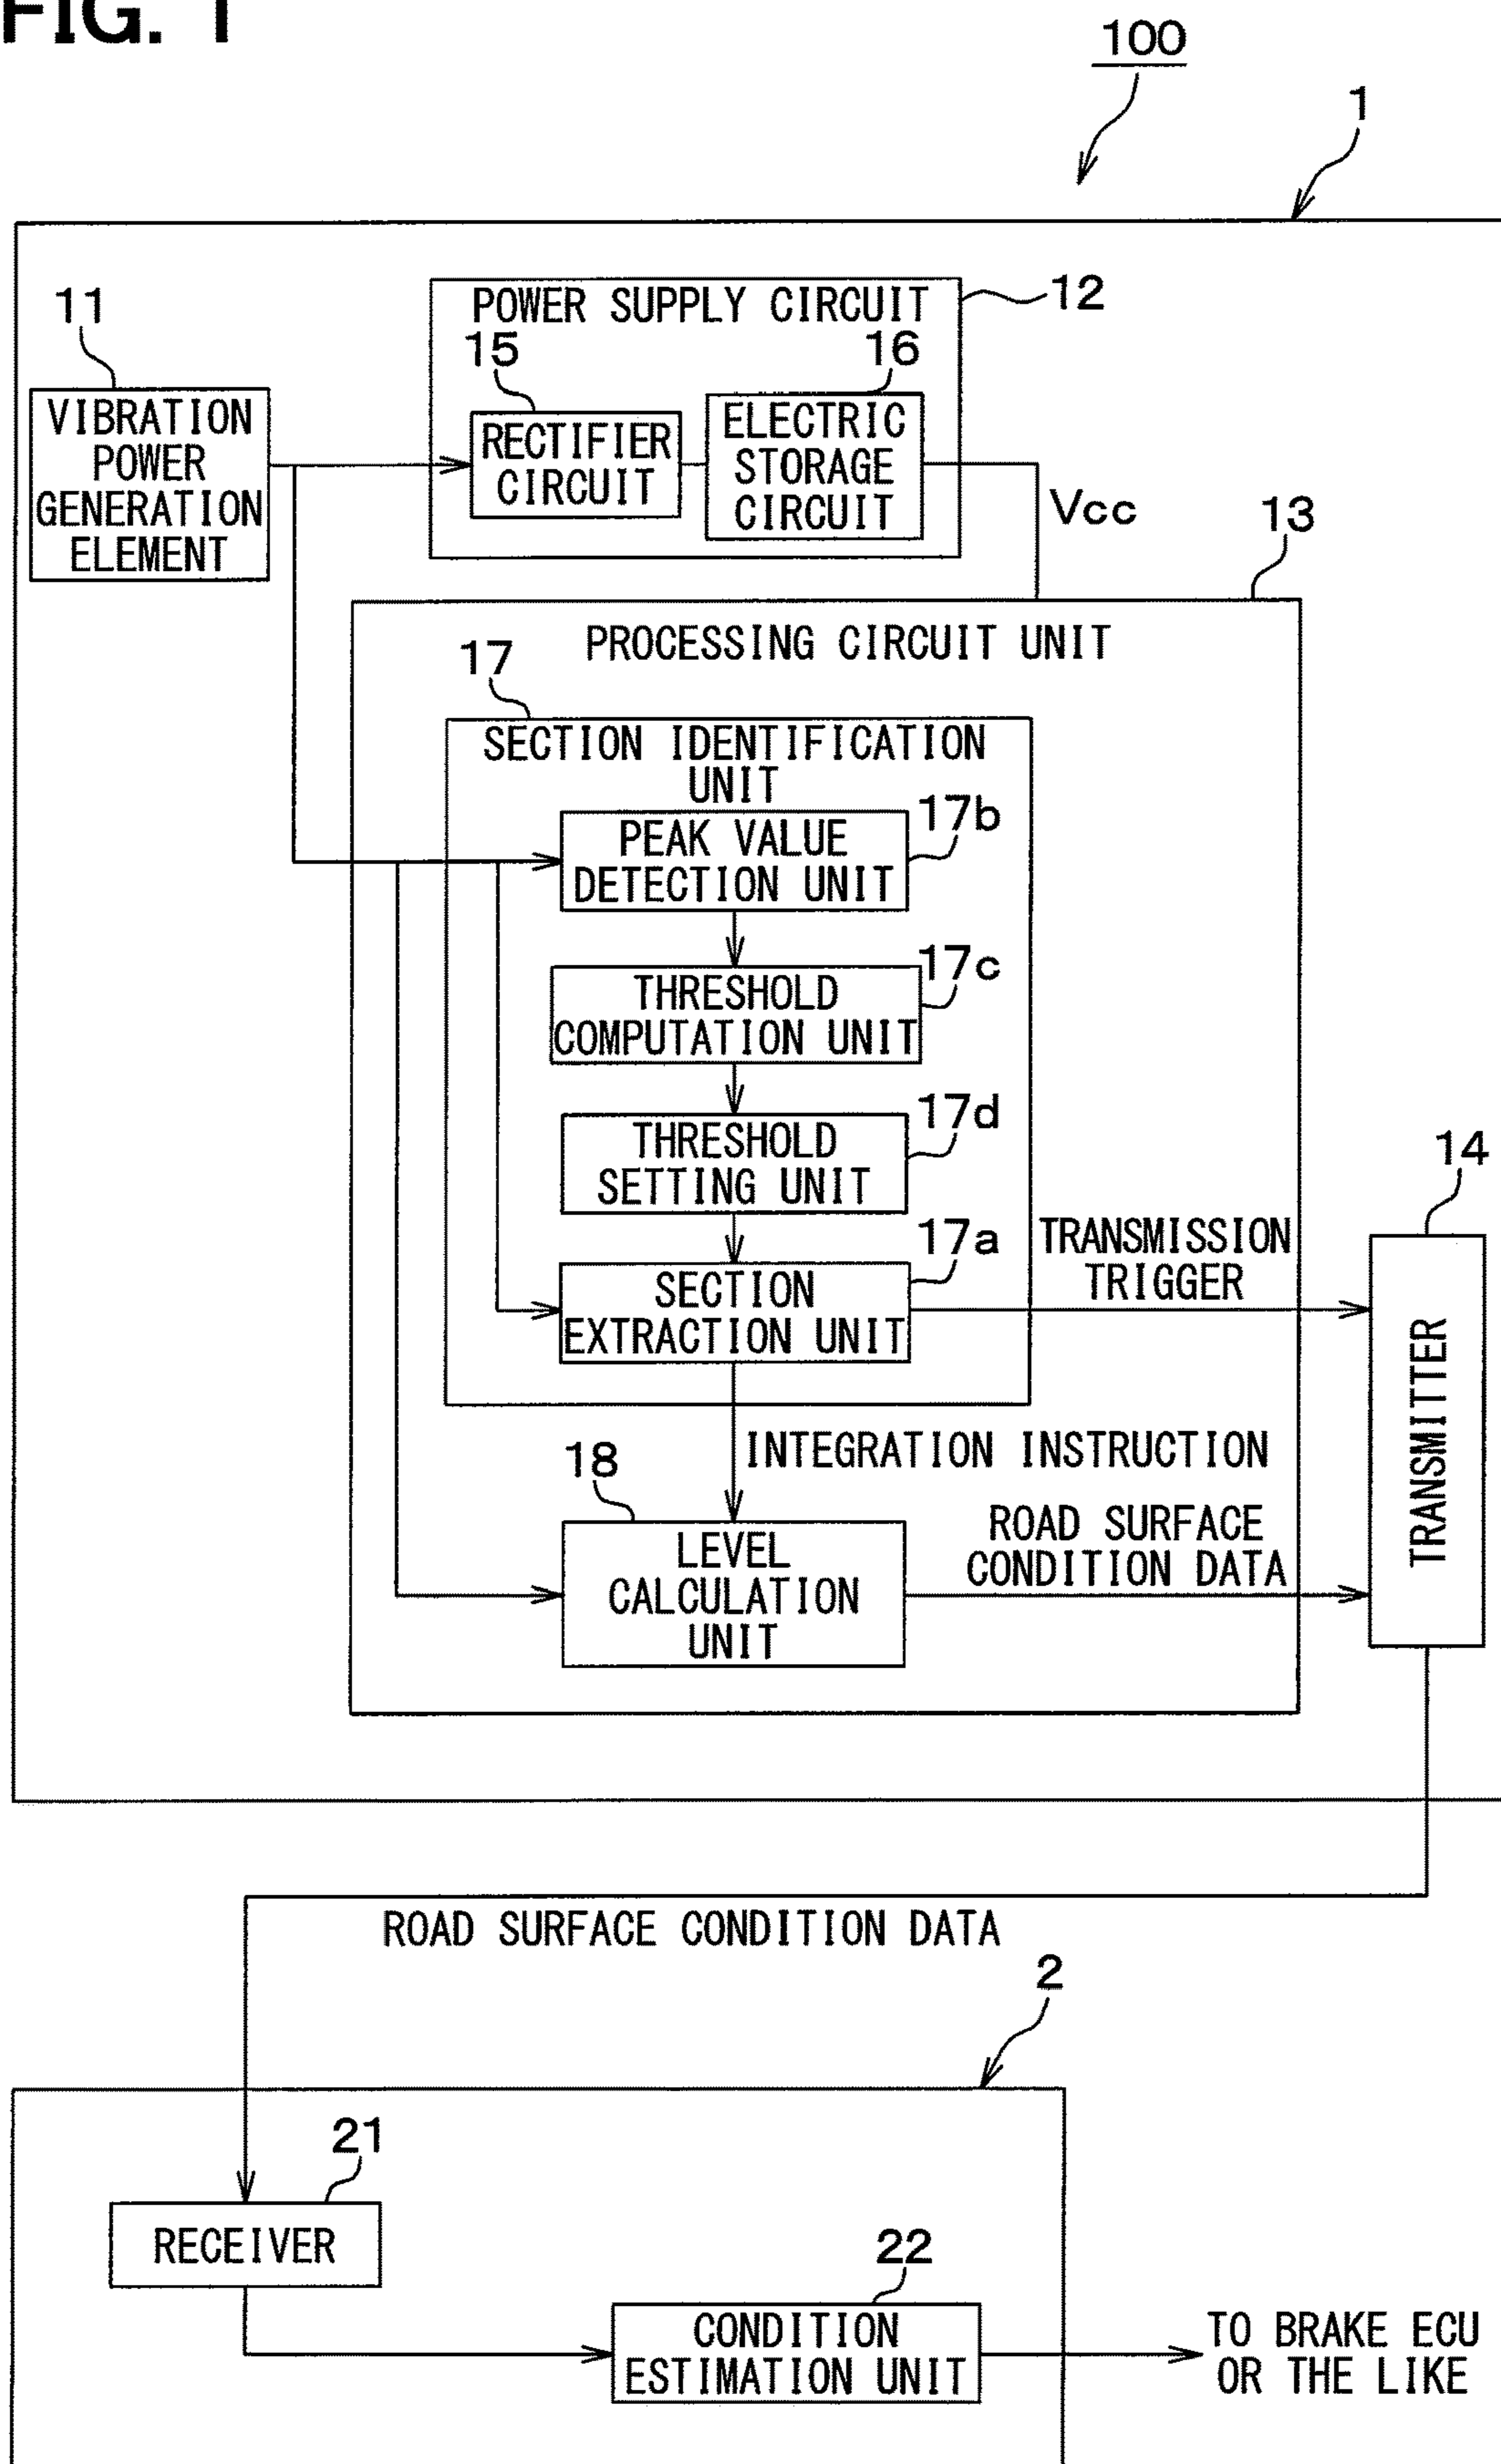 FIG. 1
100
1
11
VIBRATION
POWER
GENERATION
ELEMENT
POWER SUPPLY CIRCUIT
12
15
RECTIFIER
CIRCUIT
16
ELECTRIC
STORAGE
CIRCUIT
Vcc
13
PROCESSING CIRCUIT UNIT
17
SECTION IDENTIFICATION
UNIT
17b
PEAK VALUE
DETECTION UNIT
17c
THRESHOLD
COMPUTATION UNIT
17d
THRESHOLD
SETTING UNIT
17a
SECTION
EXTRACTION UNIT
TRANSMISSION
TRIGGER
14
TRANSMITTER
INTEGRATION INSTRUCTION
18
LEVEL
CALCULATION
UNIT
ROAD SURFACE
CONDITION DATA
ROAD SURFACE CONDITION DATA
2
21
RECEIVER
22
CONDITION
ESTIMATION UNIT
TO BRAKE ECU
OR THE LIKE